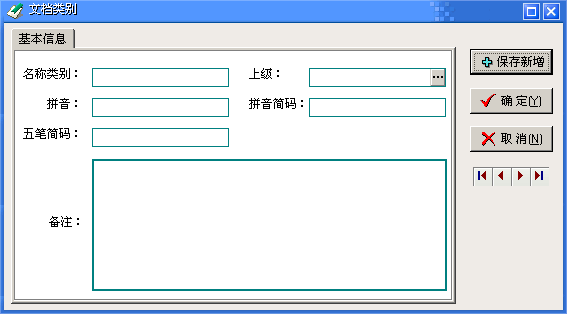 文档类别
基本信息
名称类别：
上级：
拼音：
拼音简码：
五笔简码：
备注：
保存新增
确 定(Y)
取 消(N)